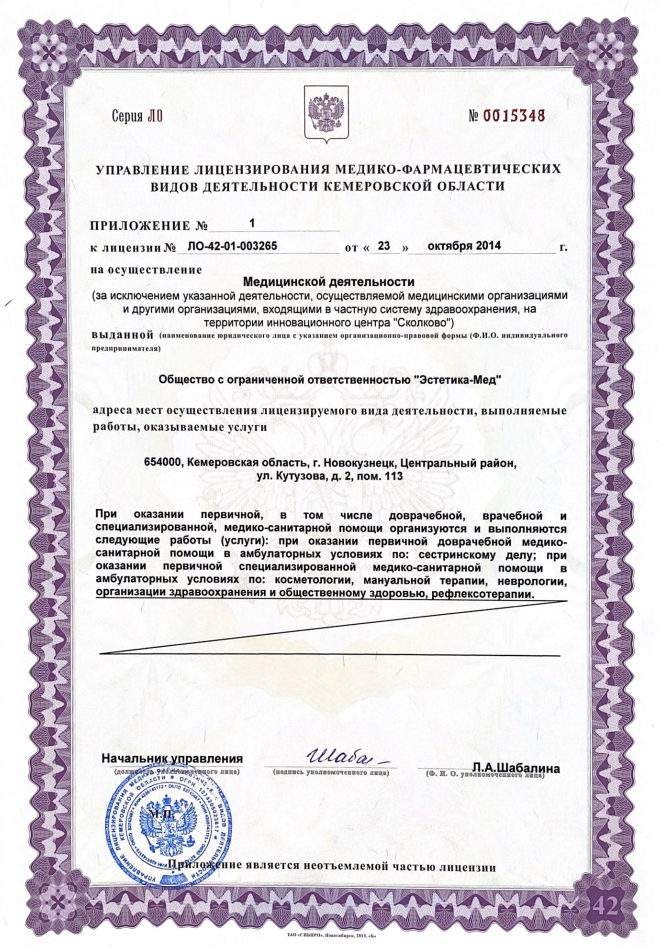 Серия ЛО
№ 0015348
УПРАВЛЕНИЕ ЛИЦЕНЗИРОВАНИЯ МЕДИКО-ФАРМАЦЕВТИЧЕСКИХ
ВИДОВ ДЕЯТЕЛЬНОСТИ КЕМЕРОВСКОЙ ОБЛАСТИ
ПРИЛОЖЕНИЕ № 1
к лицензии № ЛО-42-01-003265 от « 23 » октября 2014 г.
на осуществление
Медицинской деятельности
(за исключением указанной деятельности, осуществляемой медицинскими организациями
и другими организациями, входящими в частную систему здравоохранения, на
территории инновационного центра "Сколково")
выданной (наименование юридического лица с указанием организационно-правовой формы (Ф.И.О. индивидуального
предпринимателя)
Общество с ограниченной ответственностью "Эстетика-Мед"
адреса мест осуществления лицензируемого вида деятельности, выполняемые
работы, оказываемые услуги
654000, Кемеровская область, г. Новокузнецк, Центральный район,
ул. Кутузова, д. 2, пом. 113
При оказании первичной, в том числе доврачебной, врачебной и
специализированной, медико-санитарной помощи организуются и выполняются
следующие работы (услуги): при оказании первичной доврачебной медико-
санитарной помощи в амбулаторных условиях по: сестринскому делу; при
оказании первичной специализированной медико-санитарной помощи в
амбулаторных условиях по: косметологии, мануальной терапии, неврологии,
организации здравоохранения и общественному здоровью, рефлексотерапии.
Начальник управления
Л.А.Шабалина
(должность уполномоченного лица)
(подпись уполномоченного лица)
(Ф. И. О. уполномоченного лица)
М.П.
Приложение является неотъемлемой частью лицензии
42
ЗАО «СИБПРО», Новосибирск, 2013, «Б»